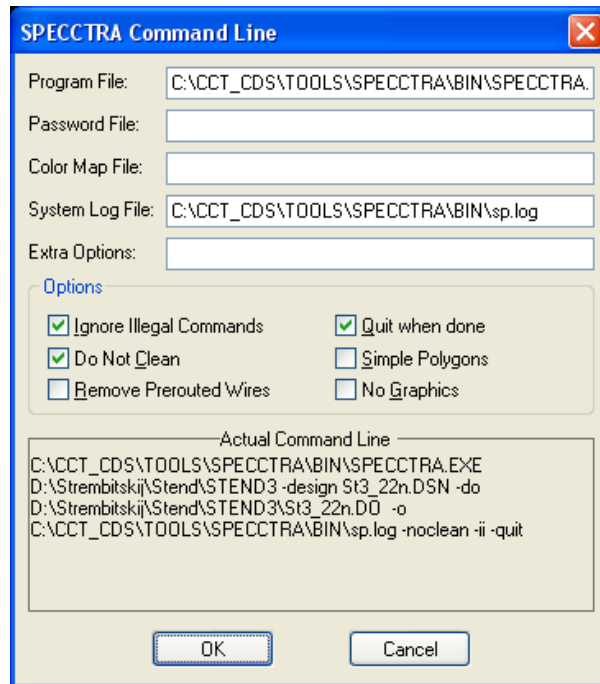 SPECCTRA Command Line
Program File: C:\CCT_CDS\TOOLS\SPECCTRA\BIN\SPECCTRA.
Password File:
Color Map File:
System Log File: C:\CCT_CDS\TOOLS\SPECCTRA\BIN\sp.log
Extra Options:
Options
Ignore Illegal Commands Quit when done
Do Not Clean Simple Polygons
Remove Prerouted Wires No Graphics
Actual Command Line
C:\CCT_CDS\TOOLS\SPECCTRA\BIN\SPECCTRA.EXE
D:\Strembitskij\Stend\STEND3 -design St3_22n.DSN -do
D:\Strembitskij\Stend\STEND3\St3_22n.DO -o
C:\CCT_CDS\TOOLS\SPECCTRA\BIN\sp.log -noclean -ii -quit
OK Cancel